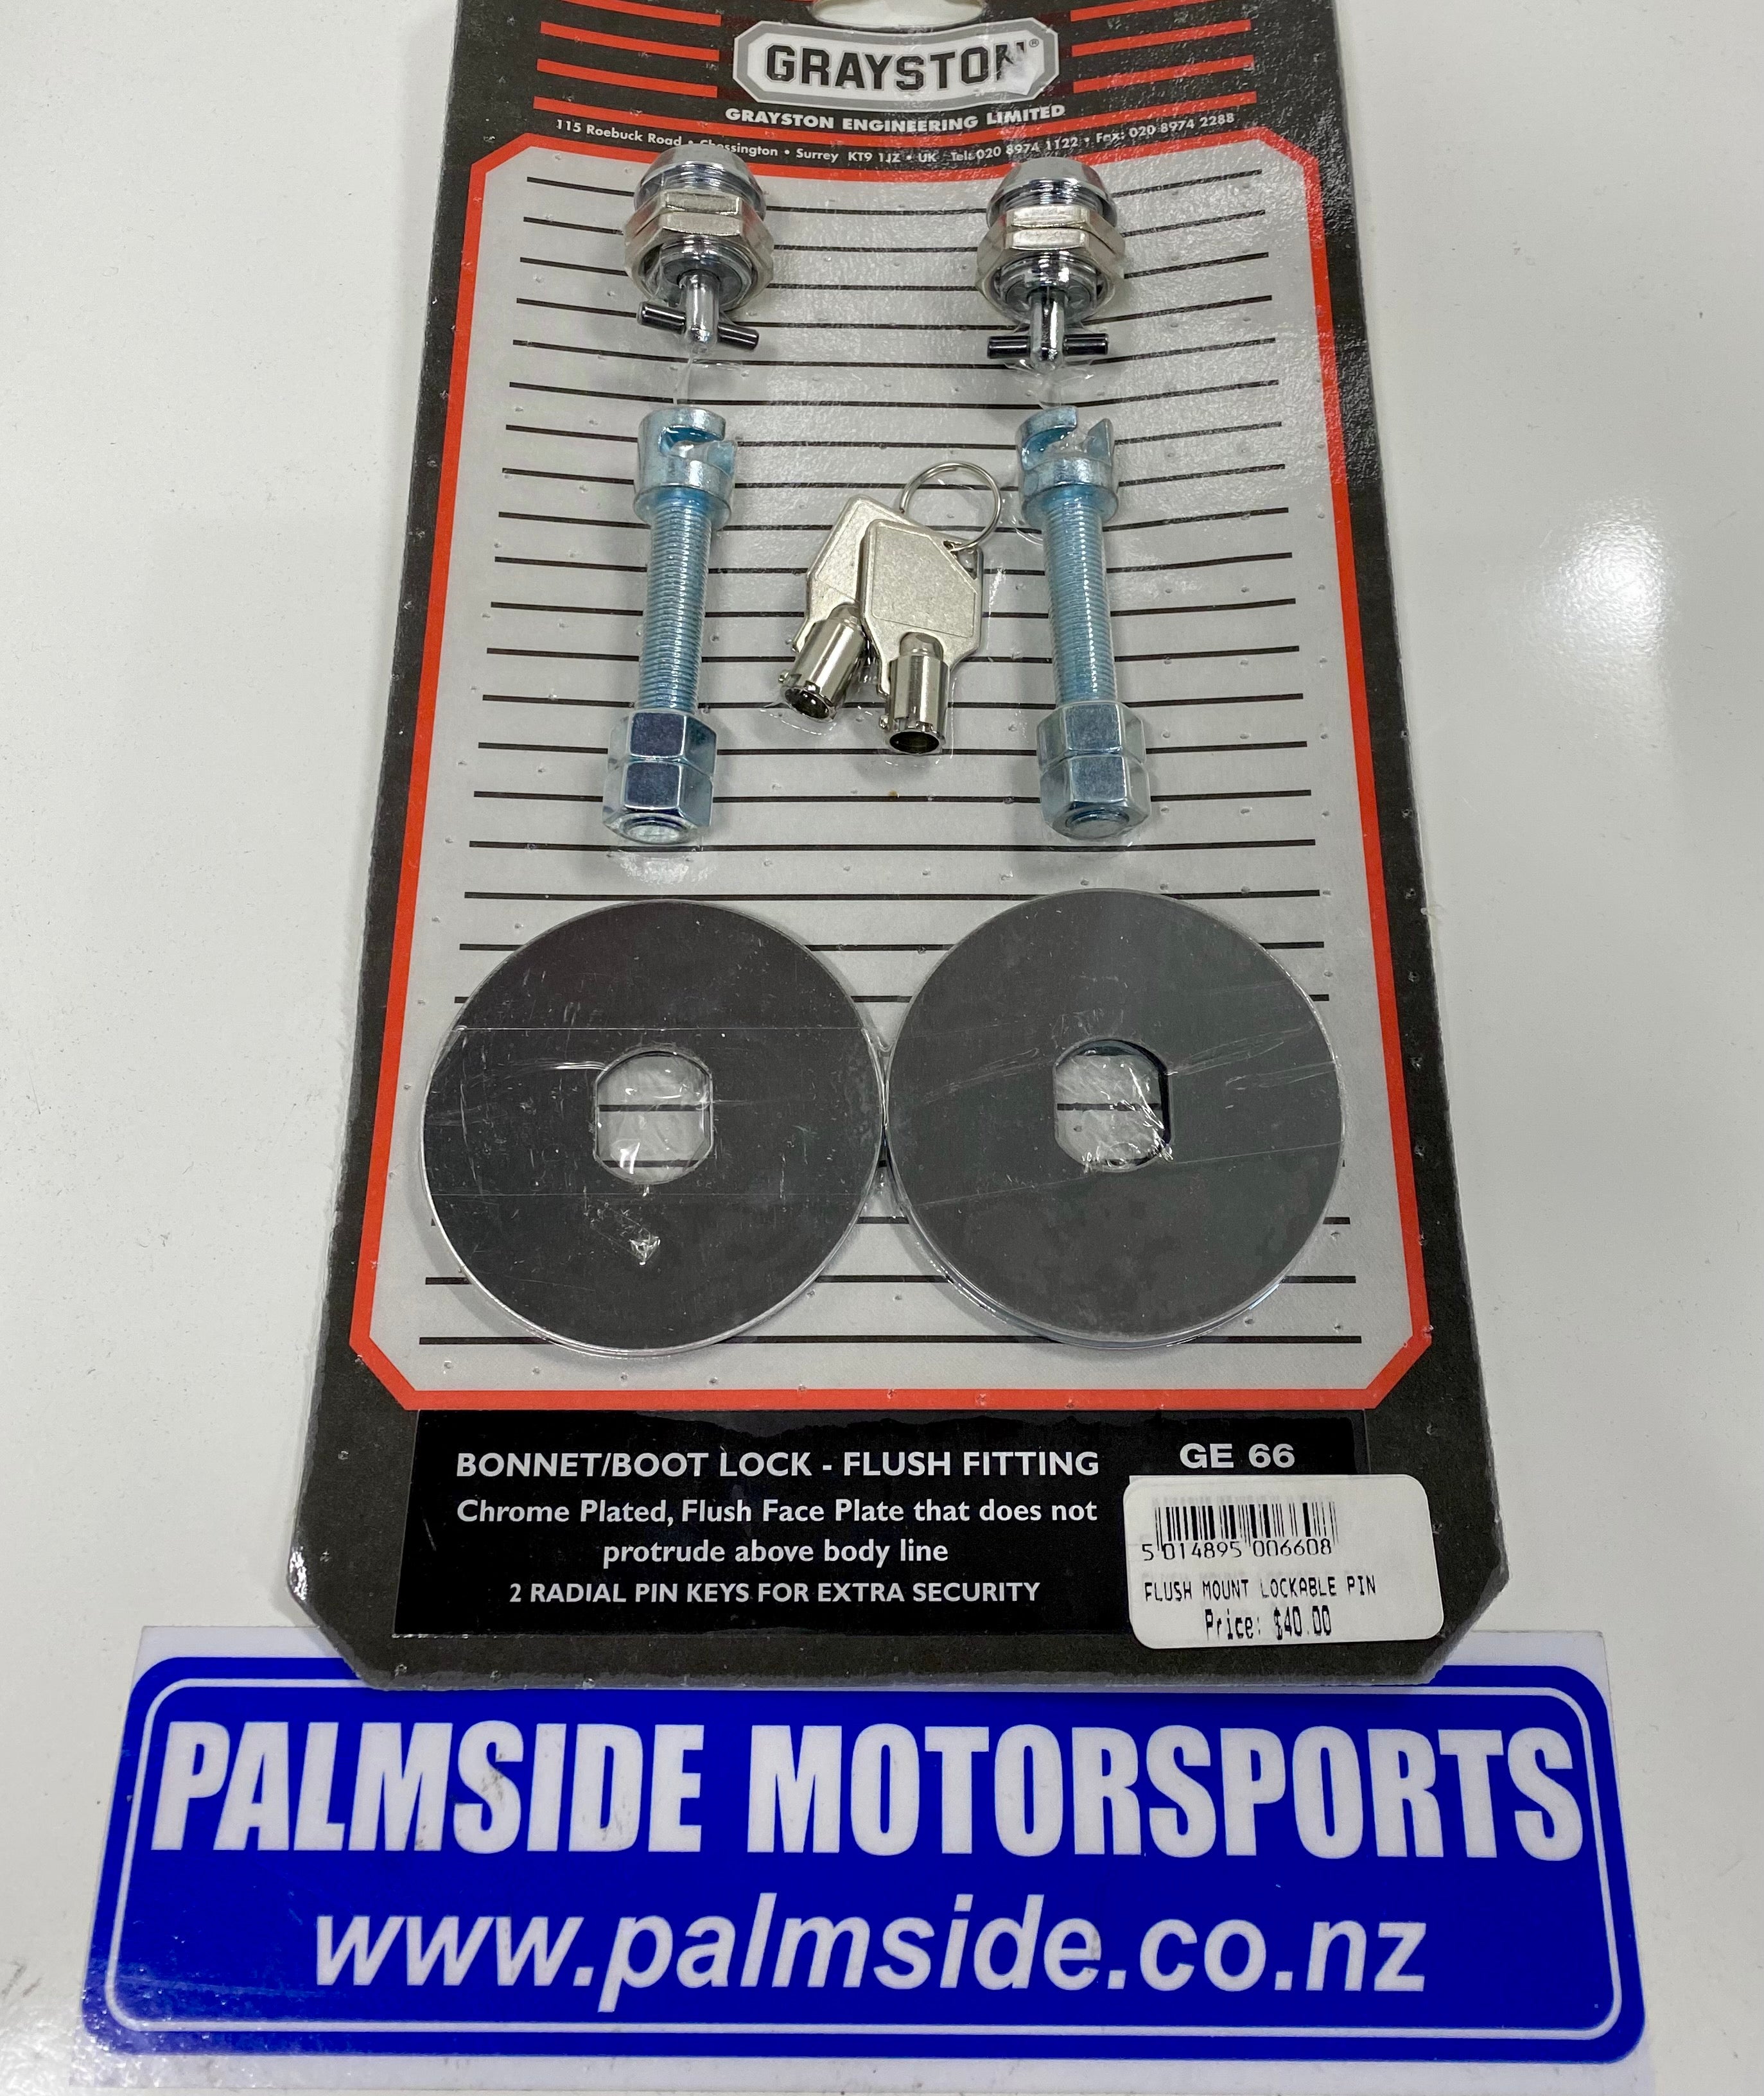 GRAYSTON®
GRAYSTON ENGINEERING LIMITED
115 Roebuck Road • Chessington • Surrey KT9 1JZ • UK Tel: 020 8974 1122 • Fax: 020 8974 2288
BONNET/BOOT LOCK - FLUSH FITTING
GE 66
Chrome Plated, Flush Face Plate that does not
protrude above body line
2 RADIAL PIN KEYS FOR EXTRA SECURITY
5 014895 006608
FLUSH MOUNT LOCKABLE PIN
Price: $40.00
PALMSIDE MOTORSPORTS
www.palmside.co.nz